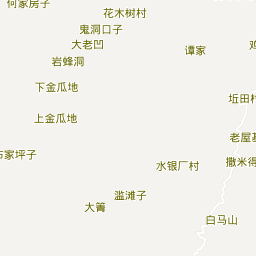 何家房子
花木树村
鬼洞口子
大老凹
谭家
岩蜂洞
下金瓜地
坵田
上金瓜地
老屋基
家坪子
水银厂村
撒米得
滥滩子
大箐
白马山